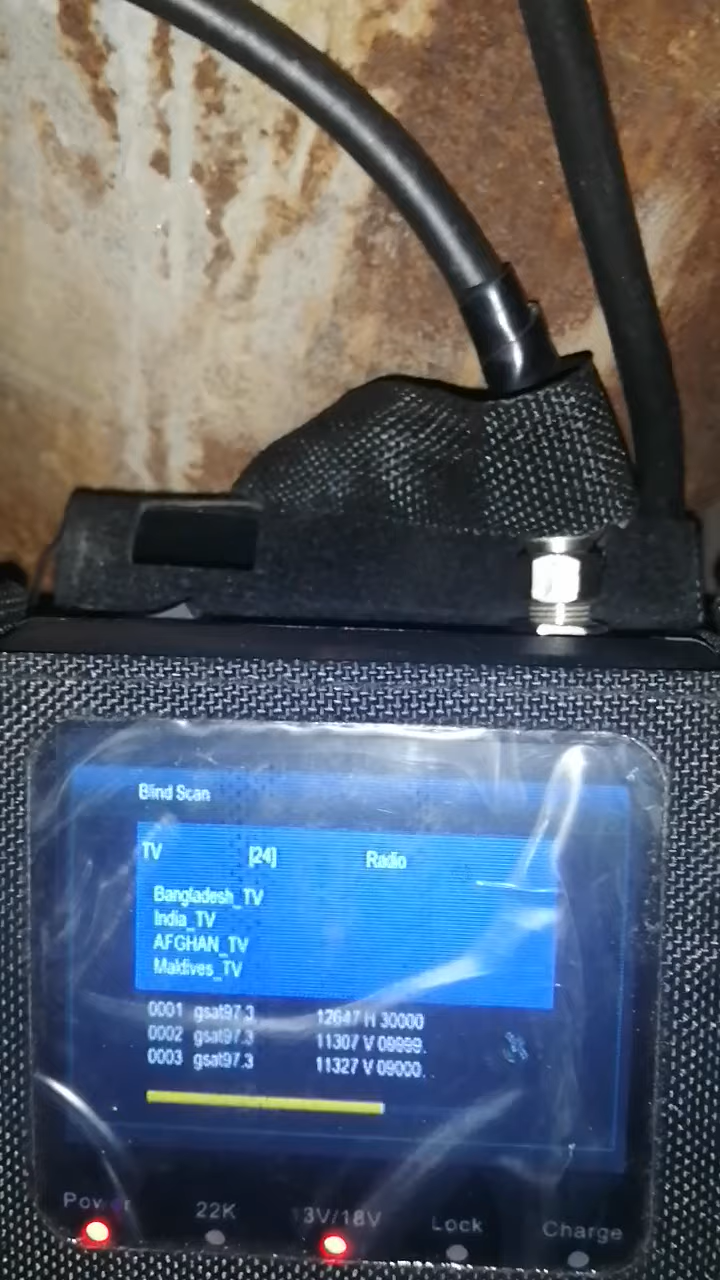 Blind Scan
TV [24] Radio
Bangladesh_TV
India_TV
AFGHAN_TV
Maldives_TV
0001 gsat97.3 12647 H 30000
0002 gsat97.3 11307 V 09999.
0003 gsat97.3 11327 V 09000. .
Power 22K 13V/18V Lock Charge